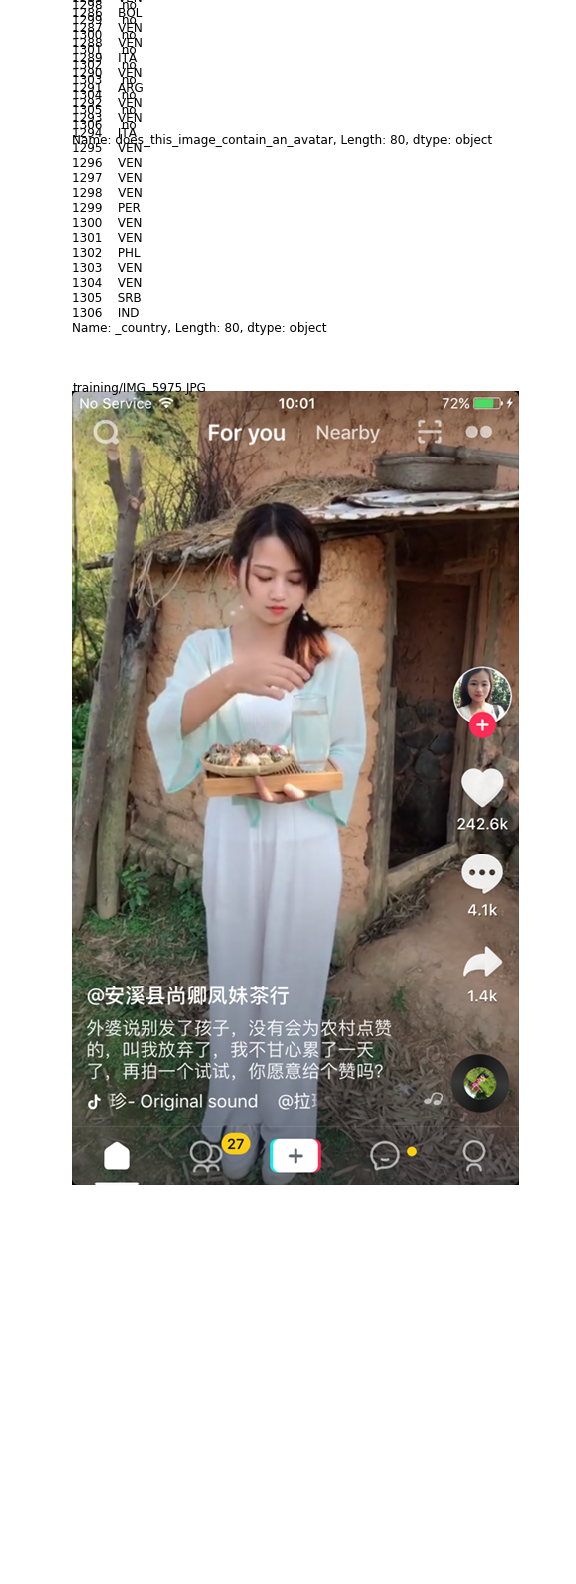 1298 no
1286 BOL
1299 no
1287 VEN
1300 no
1288 VEN
1301 no
1289 ITA
1302 no
1290 VEN
1303 no
1291 ARG
1304 no
1292 VEN
1305 no
1293 VEN
1306 no
1294 ITA
Name: does_this_image_contain_an_avatar, Length: 80, dtype: object
1295 VEN
1296 VEN
1297 VEN
1298 VEN
1299 PER
1300 VEN
1301 VEN
1302 PHL
1303 VEN
1304 VEN
1305 SRB
1306 IND
Name: _country, Length: 80, dtype: object
training/IMG_5975.JPG
No Service 10:01 72%
For you Nearby
242.6k
4.1k
1.4k
@安溪县尚卿凤妹茶行
外婆说别发了孩子，没有会为农村点赞
的，叫我放弃了，我不甘心累了一天
了，再拍一个试试，你愿意给个赞吗?
珍- Original sound @拉
27